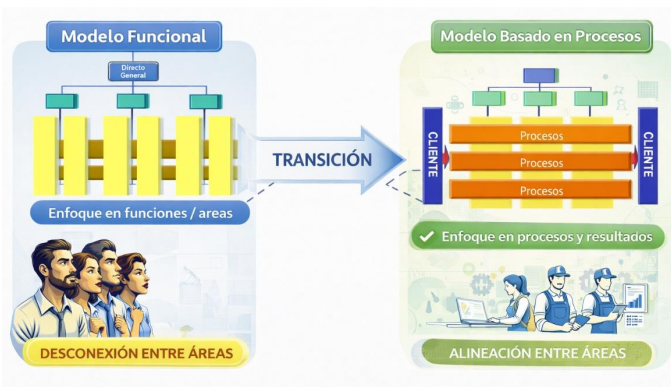 Modelo Funcional
Directo
General
Enfoque en funciones / areas
DESCONEXIÓN ENTRE ÁREAS
TRANSICIÓN
Modelo Basado en Procesos
CLIENTE
Procesos
Procesos
Procesos
CLIENTE
Enfoque en procesos y resultados
ALINEACIÓN ENTRE ÁREAS